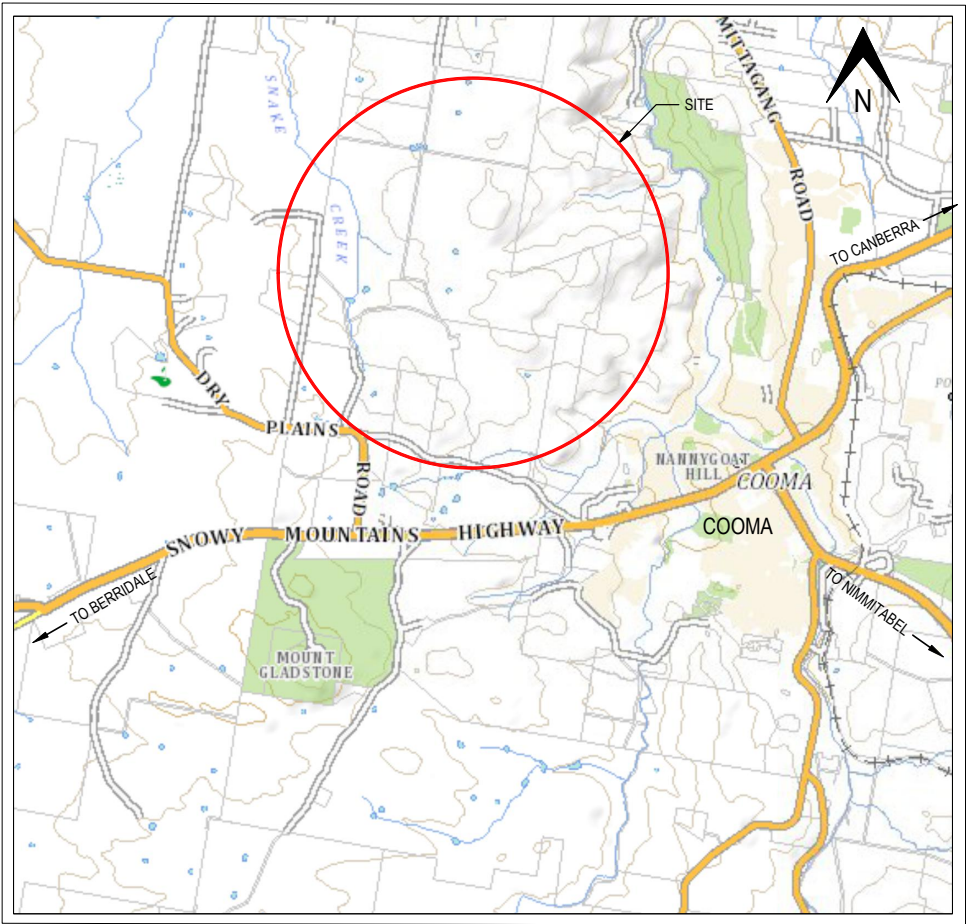 MITTAGANG
ROAD
N
SITE
SNAKE
CREEK
TO CANBERRA
DRY
PLAINS
ROAD
NANNYGOAT
HILL
COOMA
COOMA
SNOWY
MOUNTAINS
HIGHWAY
TO BERRIDALE
TO NIMMITABEL
MOUNT
GLADSTONE